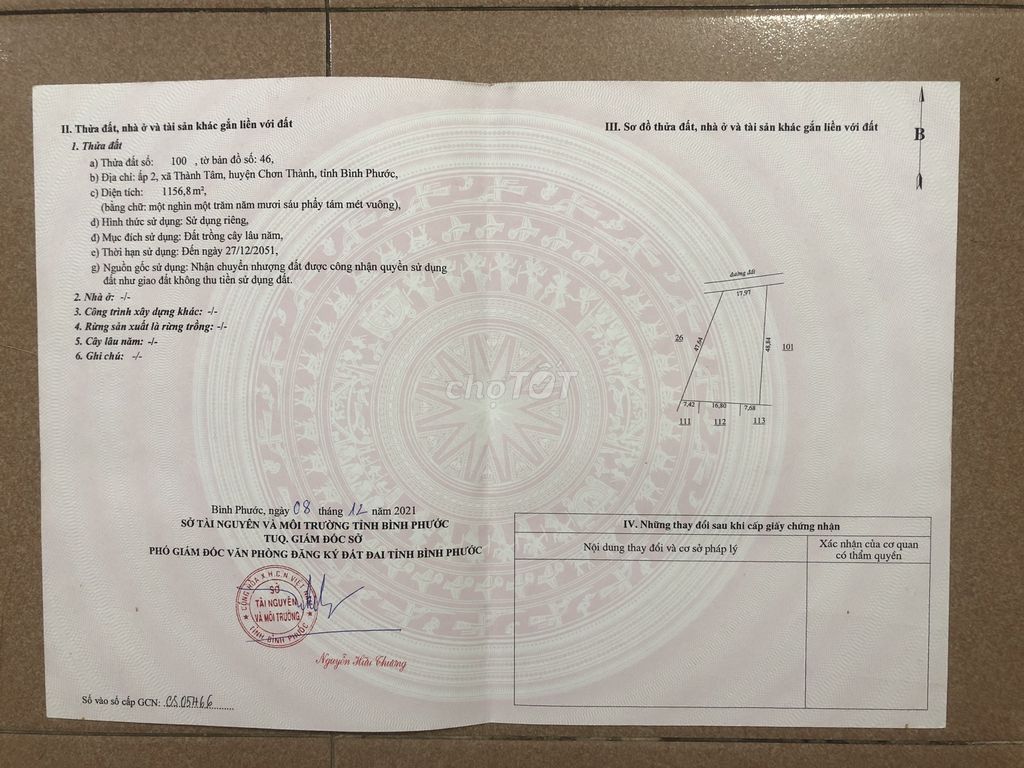 II. Thửa đất, nhà ở và tài sản khác gắn liền với đất
1. Thửa đất
a) Thửa đất số: 100 , tờ bản đồ số: 46,
b) Địa chỉ: ấp 2, xã Thành Tâm, huyện Chơn Thành, tỉnh Bình Phước,
c) Diện tích: 1156,8 m²,
(bằng chữ: một nghìn một trăm năm mươi sáu phẩy tám mét vuông),
d) Hình thức sử dụng: Sử dụng riêng,
đ) Mục đích sử dụng: Đất trồng cây lâu năm,
e) Thời hạn sử dụng: Đến ngày 27/12/2051,
g) Nguồn gốc sử dụng: Nhận chuyển nhượng đất được công nhận quyền sử dụng
đất như giao đất không thu tiền sử dụng đất.
2. Nhà ở: -/-
3. Công trình xây dựng khác: -/-
4. Rừng sản xuất là rừng trồng: -/-
5. Cây lâu năm: -/-
6. Ghi chú: -/-
Bình Phước, ngày 08 tháng 12 năm 2021
SỞ TÀI NGUYÊN VÀ MÔI TRƯỜNG TỈNH BÌNH PHƯỚC
TUQ. GIÁM ĐỐC SỞ
PHÓ GIÁM ĐỐC VĂN PHÒNG ĐĂNG KÝ ĐẤT ĐAI TỈNH BÌNH PHƯỚC
CỘNG HÒA X.H.C.N VIỆT NAM
SỞ
TÀI NGUYÊN
VÀ MÔI TRƯỜNG
TỈNH BÌNH PHƯỚC
Nguyễn Hữu Chương
Số vào sổ cấp GCN: CS 05466
III. Sơ đồ thửa đất, nhà ở và tài sản khác gắn liền với đất
B
đường đất
17,97
26
47,64
48,84
101
7,42 16,80 7,68
111 112 113
chợTỐT
IV. Những thay đổi sau khi cấp giấy chứng nhận
Nội dung thay đổi và cơ sở pháp lý
Xác nhận của cơ quan
có thẩm quyền